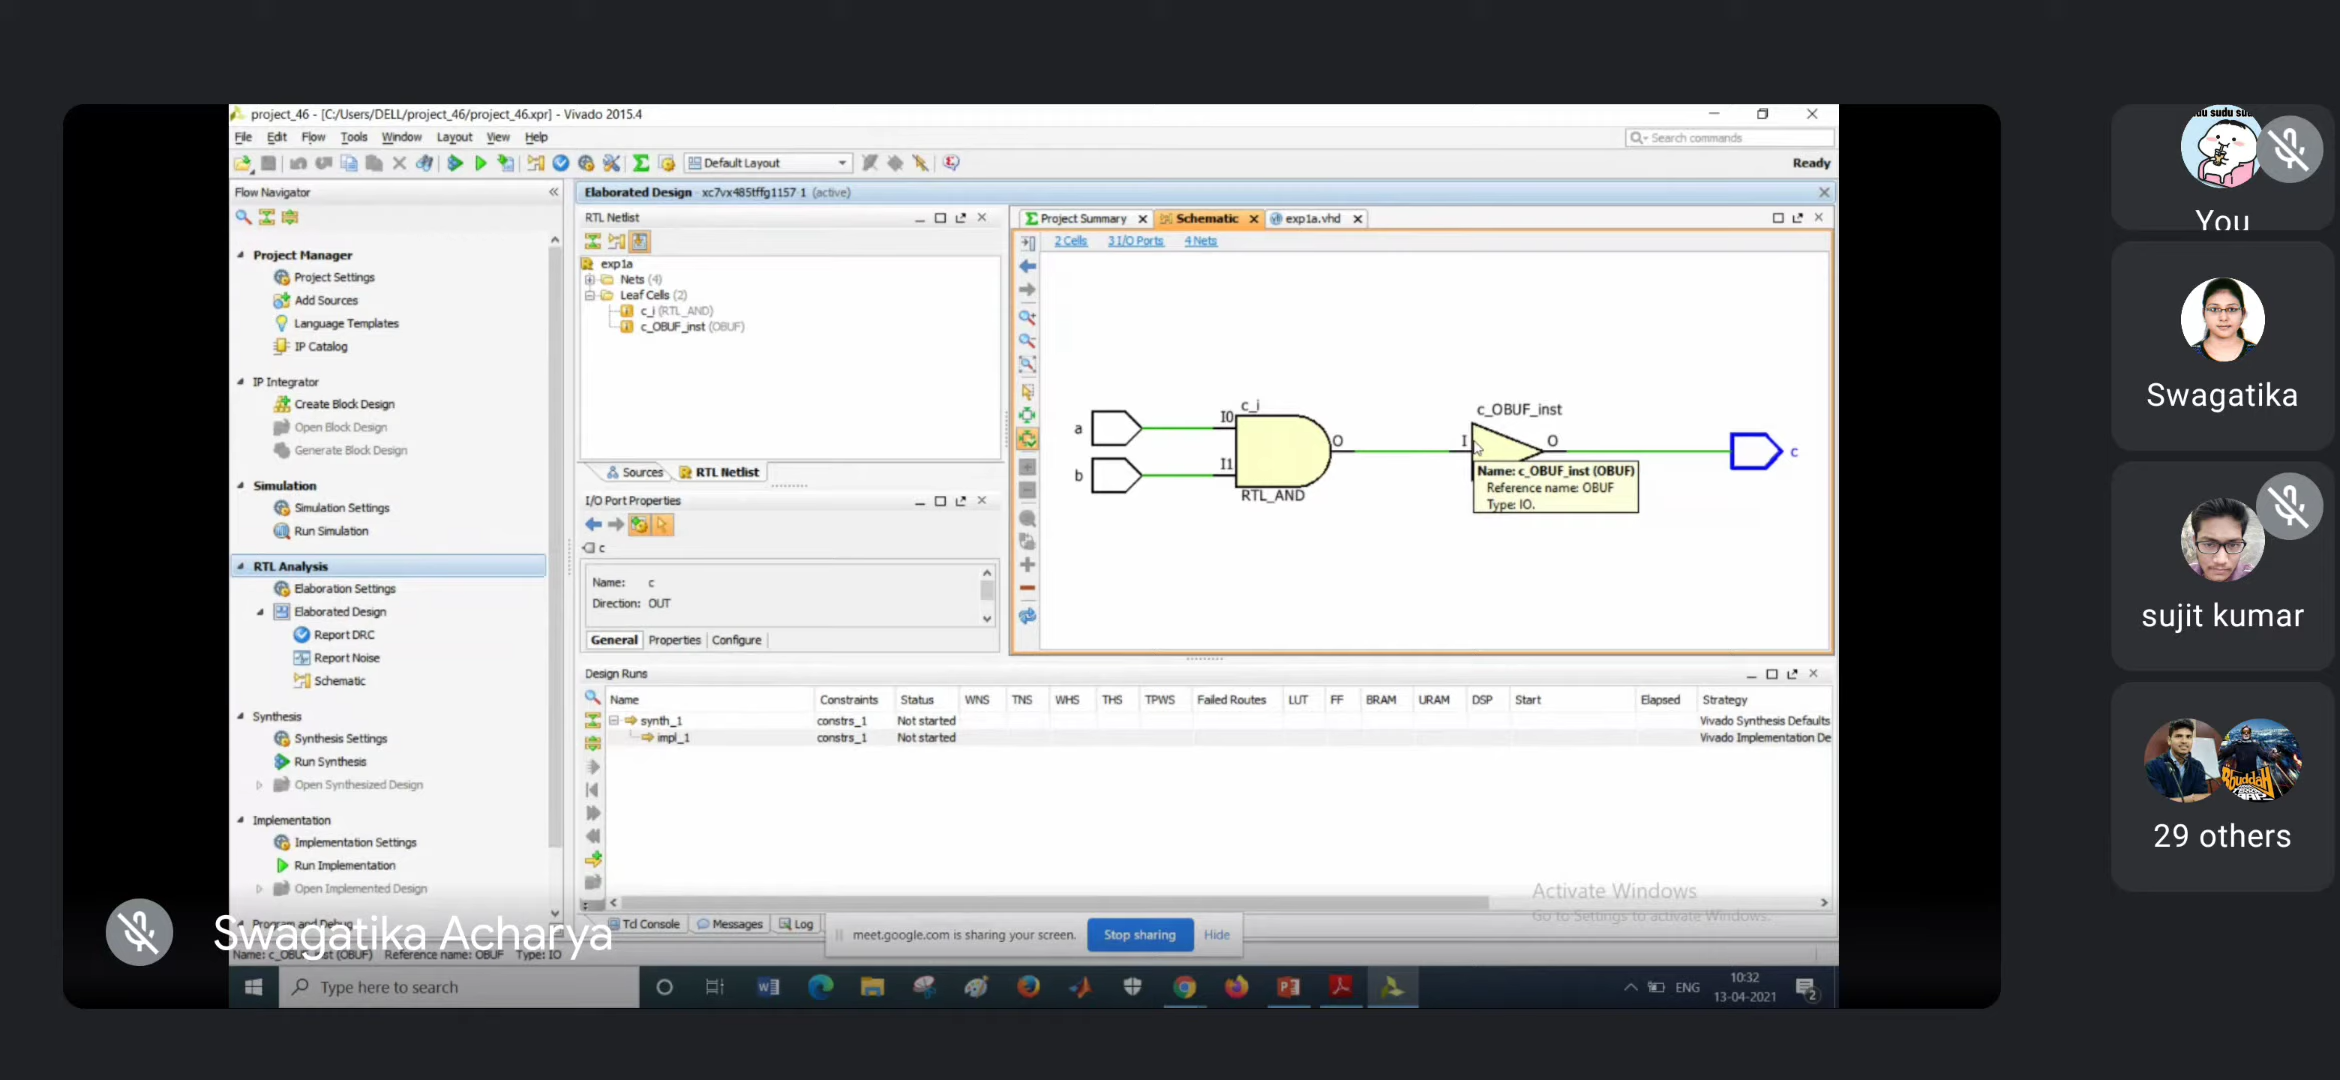 project_46 - [C:/Users/DELL/project_46/project_46.xpr] - Vivado 2015.4
File Edit Flow Tools Window Layout View Help
Search commands
Default Layout
Ready
Flow Navigator
Project Manager
Project Settings
Add Sources
Language Templates
IP Catalog
IP Integrator
Create Block Design
Open Block Design
Generate Block Design
Simulation
Simulation Settings
Run Simulation
RTL Analysis
Elaboration Settings
Elaborated Design
Report DRC
Report Noise
Schematic
Synthesis
Synthesis Settings
Run Synthesis
Open Synthesized Design
Implementation
Implementation Settings
Run Implementation
Open Implemented Design
Program and Debug
Elaborated Design - xc7vx485tffg1157-1 (active)
RTL Netlist
exp1a
Nets (4)
Leaf Cells (2)
c_i (RTL_AND)
c_OBUF_inst (OBUF)
Sources RTL Netlist
I/O Port Properties
c
Name: c
Direction: OUT
General Properties Configure
Project Summary Schematic exp1a.vhd
2 Cells 3 I/O Ports 4 Nets
a
b
I0
I1
c_i
O
RTL_AND
c_OBUF_inst
I
O
c
Name: c_OBUF_inst (OBUF)
Reference name: OBUF
Type: IO.
Design Runs
Name Constraints Status WNS TNS WHS THS TPWS Failed Routes LUT FF BRAM URAM DSP Start Elapsed Strategy
synth_1 constrs_1 Not started Vivado Synthesis Defaults
impl_1 constrs_1 Not started Vivado Implementation De
Activate Windows
Go to Settings to activate Windows.
Tcl Console Messages Log
meet.google.com is sharing your screen. Stop sharing Hide
Swagatika Acharya
Reference name: OBUF Type: IO
Type here to search
ENG
10:32
13-04-2021
2
You
Swagatika
sujit kumar
29 others